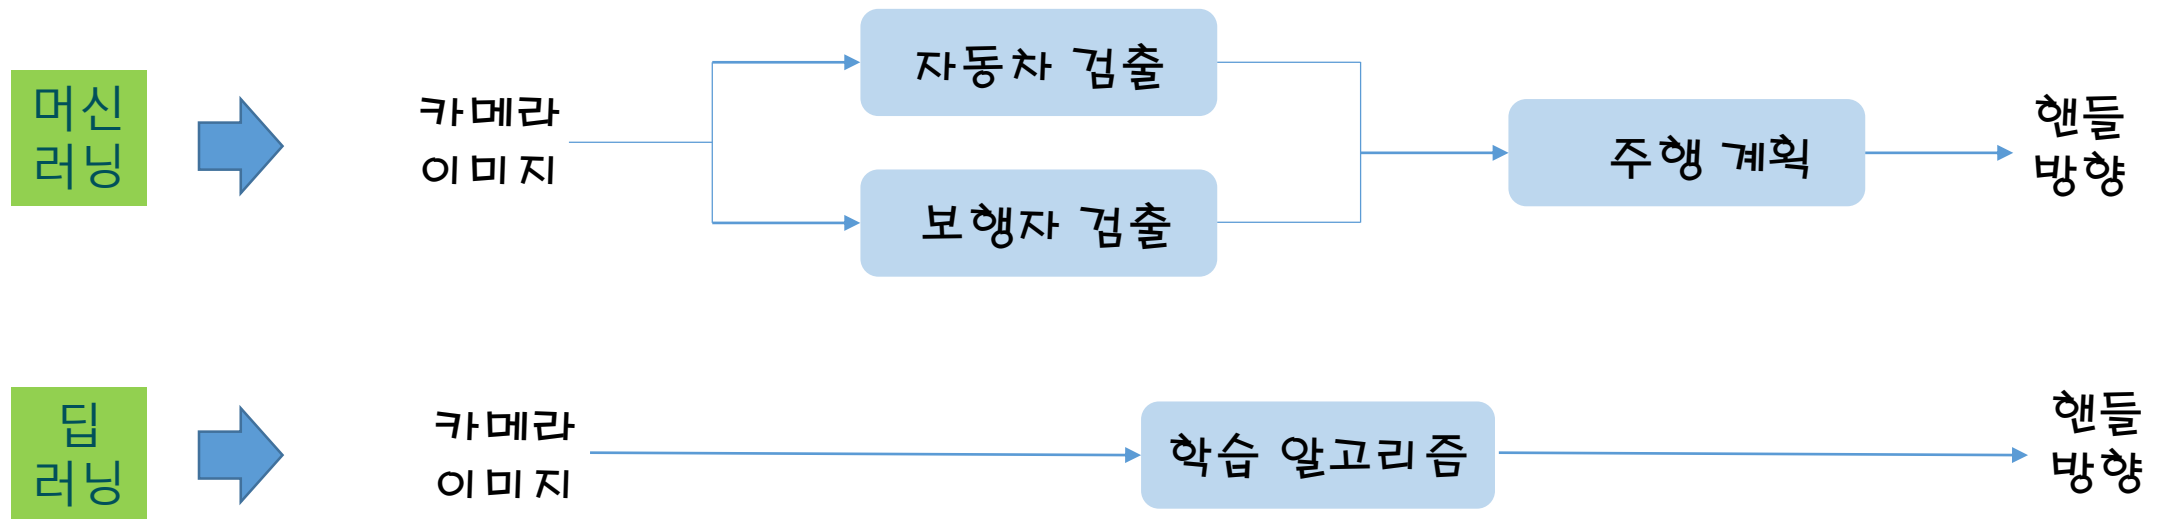 머신
러닝
카메라
이미지
자동차 검출
보행자 검출
주행 계획
핸들
방향
딥
러닝
카메라
이미지
학습 알고리즘
핸들
방향